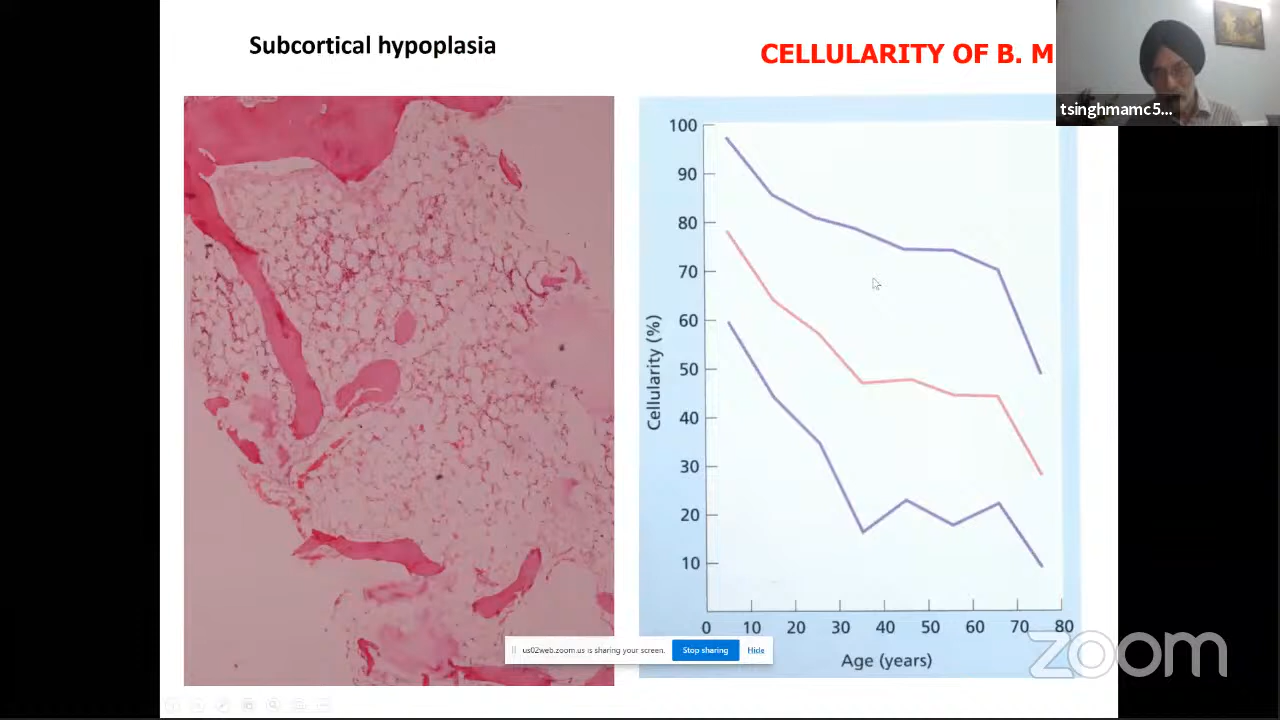 Subcortical hypoplasia
CELLULARITY OF B. M
tsinghmamc5...
100
90
80
70
60
50
40
30
20
10
Cellularity (%)
0 10 20 30 40 50 60 70 80
Age (years)
us02web.zoom.us is sharing your screen. Stop sharing Hide
zoom